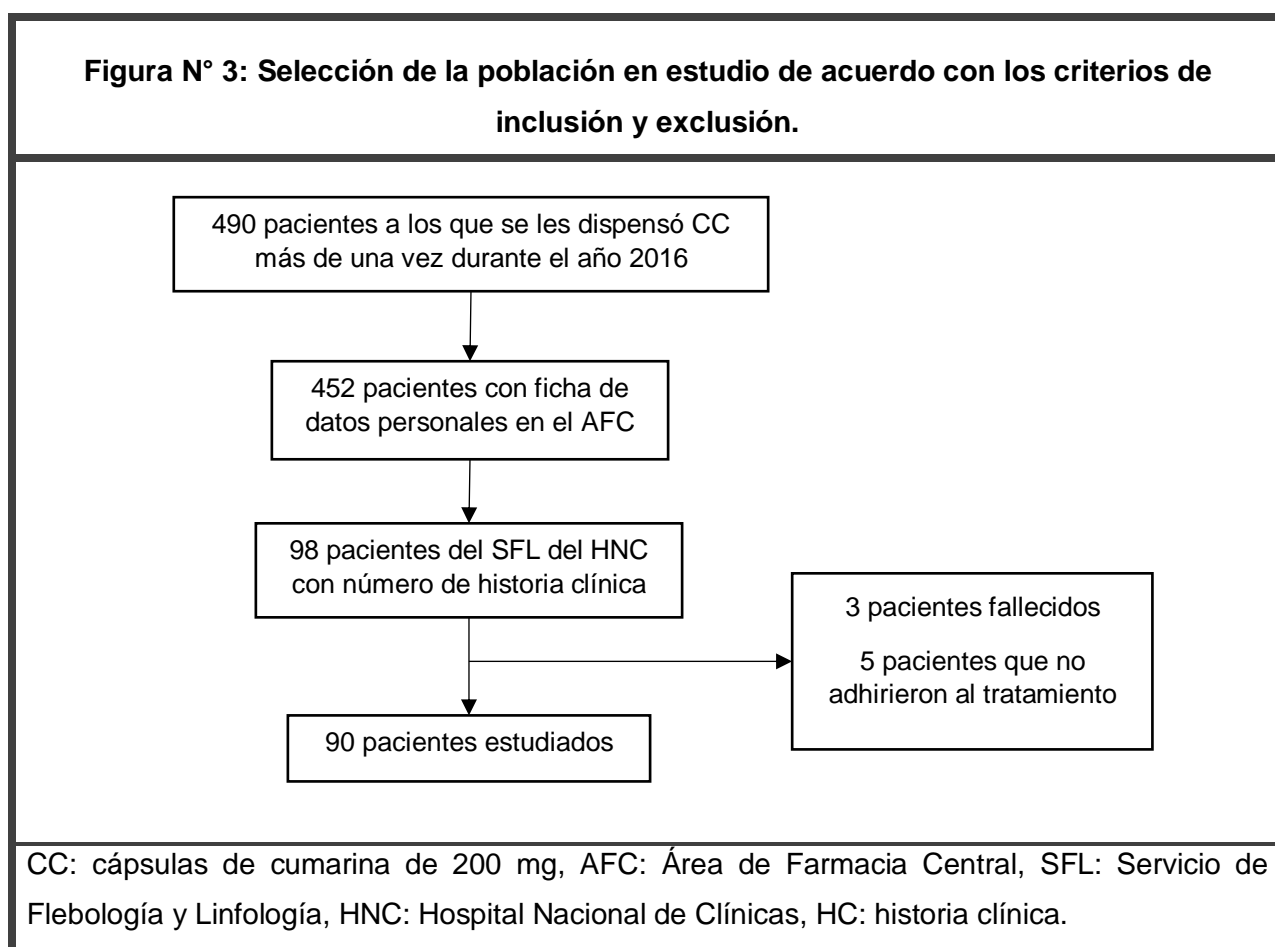 Figura N° 3: Selección de la población en estudio de acuerdo con los criterios de
inclusión y exclusión.
490 pacientes a los que se les dispensó CC
más de una vez durante el año 2016
452 pacientes con ficha de
datos personales en el AFC
98 pacientes del SFL del HNC
con número de historia clínica
3 pacientes fallecidos
5 pacientes que no
adhirieron al tratamiento
90 pacientes estudiados
CC: cápsulas de cumarina de 200 mg, AFC: Área de Farmacia Central, SFL: Servicio de
Flebología y Linfología, HNC: Hospital Nacional de Clínicas, HC: historia clínica.